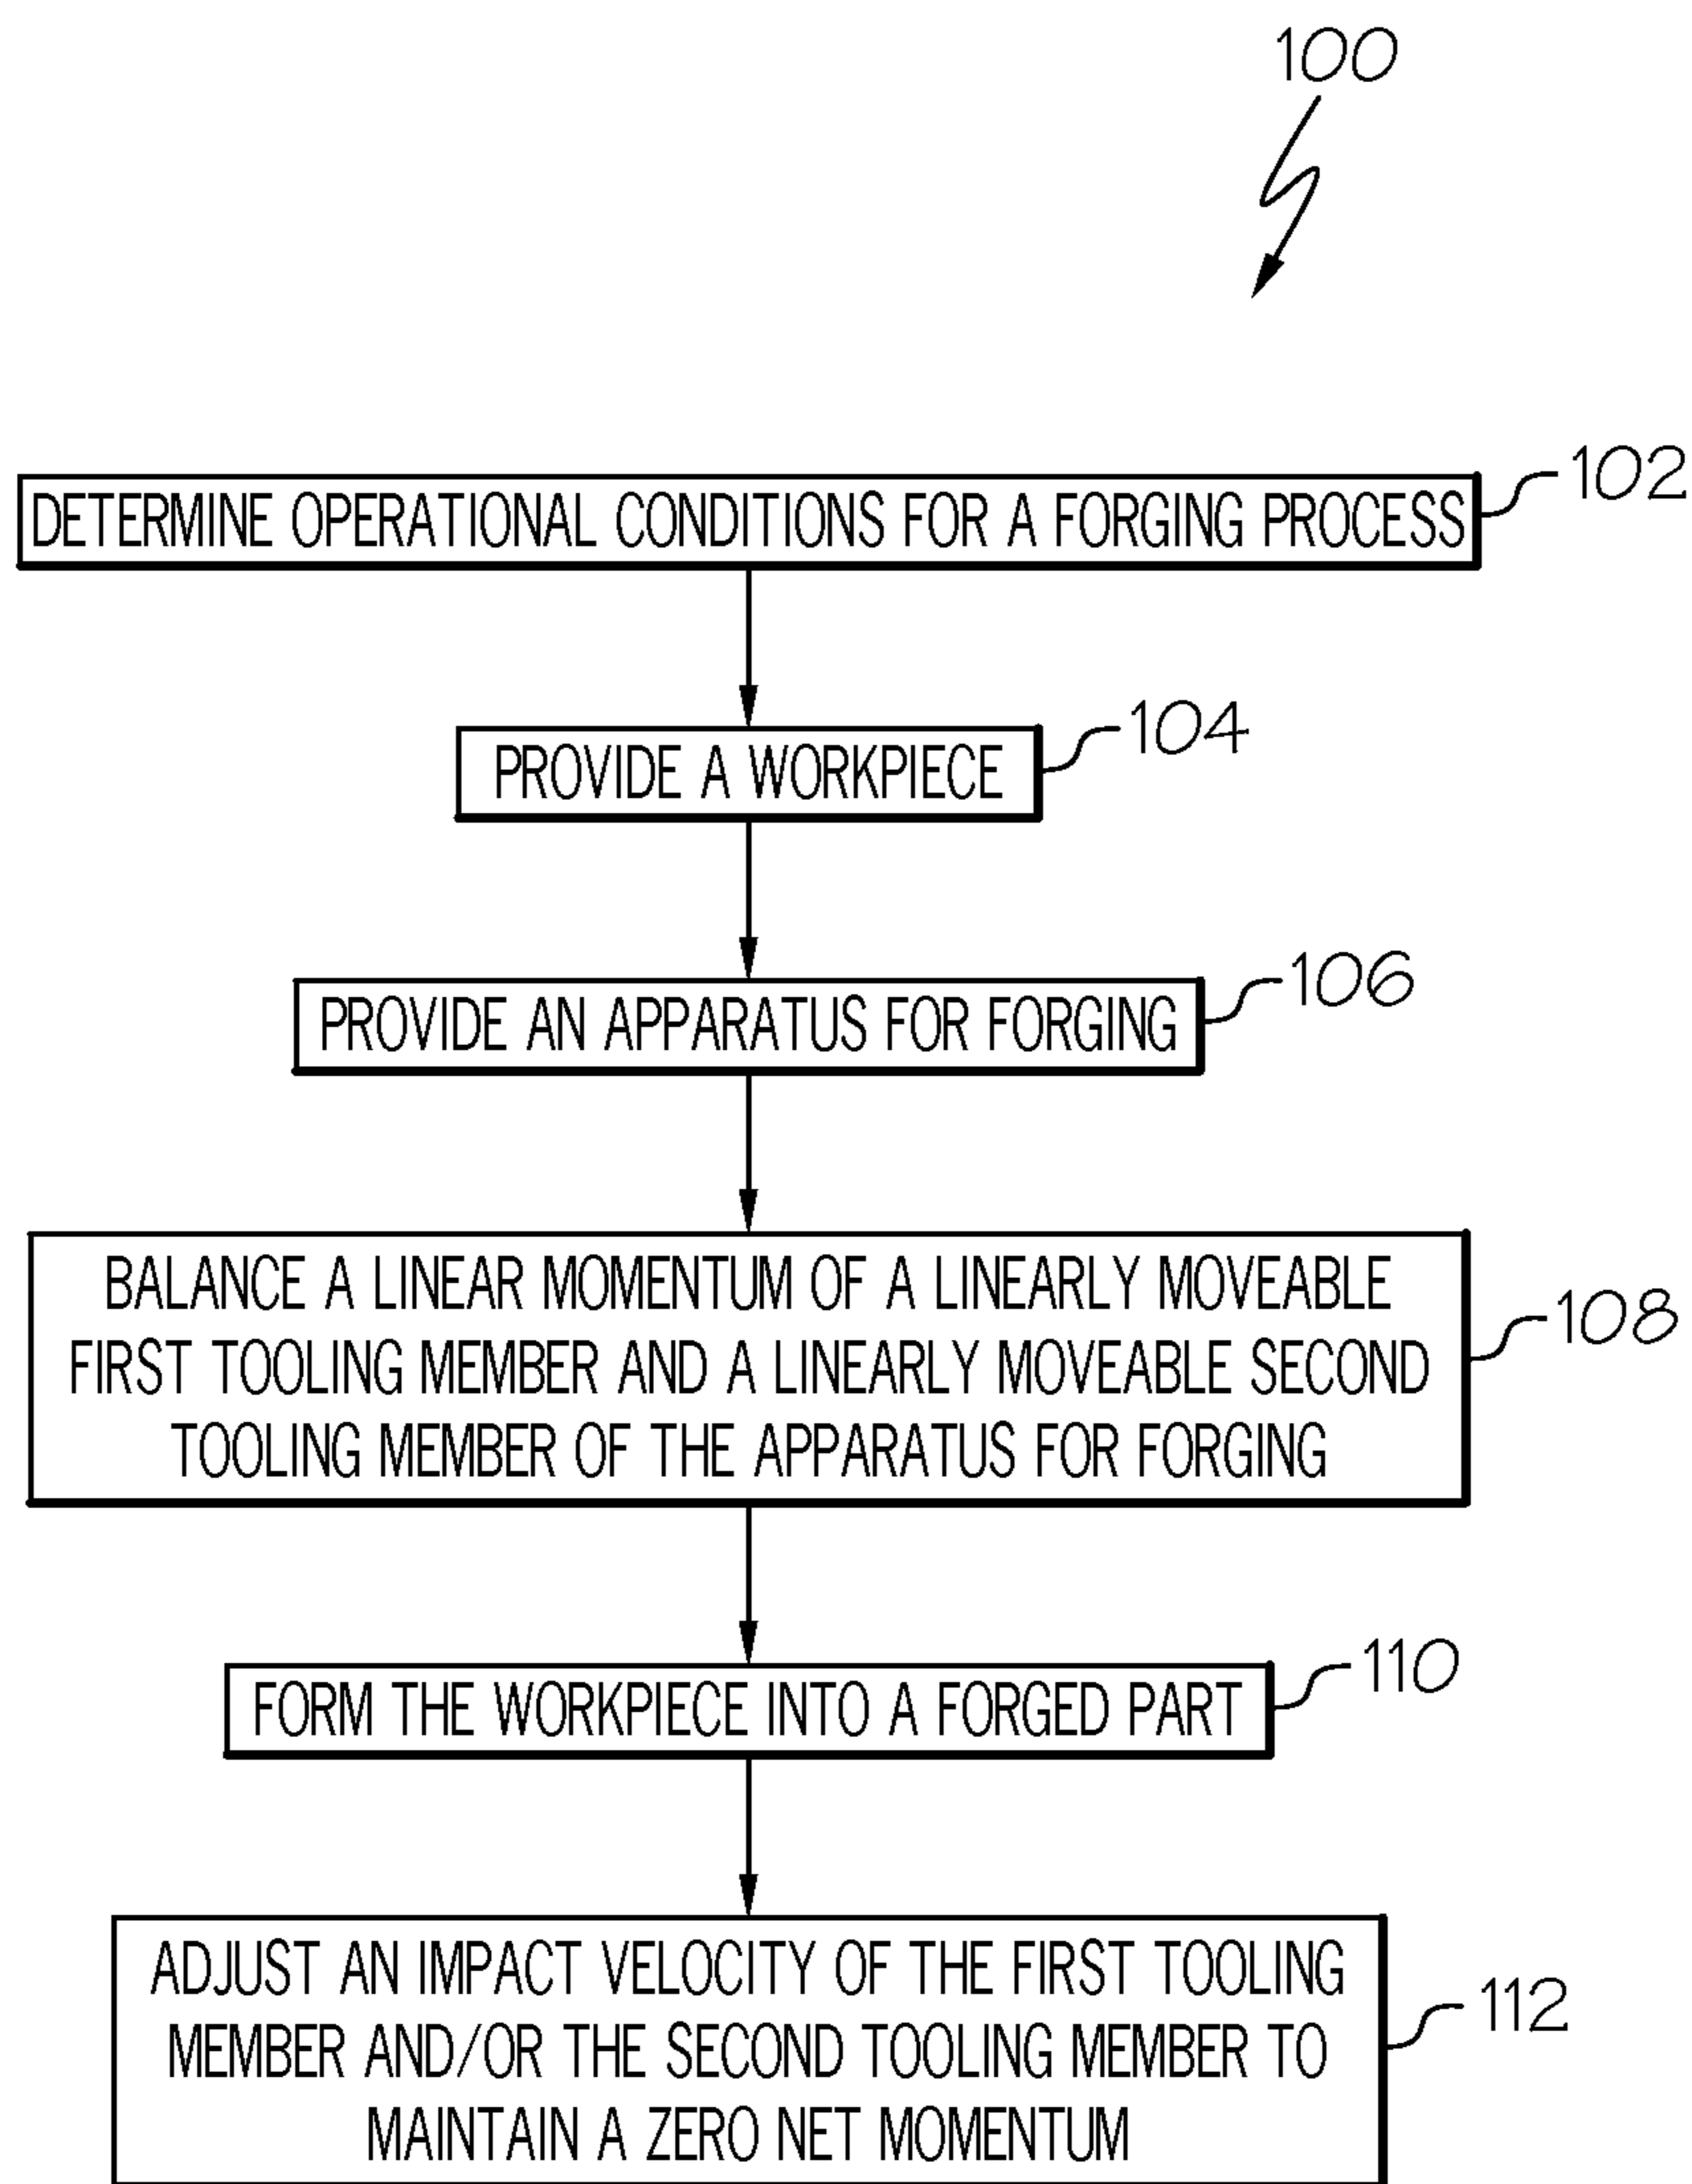 100
DETERMINE OPERATIONAL CONDITIONS FOR A FORGING PROCESS
102
PROVIDE A WORKPIECE
104
PROVIDE AN APPARATUS FOR FORGING
106
BALANCE A LINEAR MOMENTUM OF A LINEARLY MOVEABLE
FIRST TOOLING MEMBER AND A LINEARLY MOVEABLE SECOND
TOOLING MEMBER OF THE APPARATUS FOR FORGING
108
FORM THE WORKPIECE INTO A FORGED PART
110
ADJUST AN IMPACT VELOCITY OF THE FIRST TOOLING
MEMBER AND/OR THE SECOND TOOLING MEMBER TO
MAINTAIN A ZERO NET MOMENTUM
112